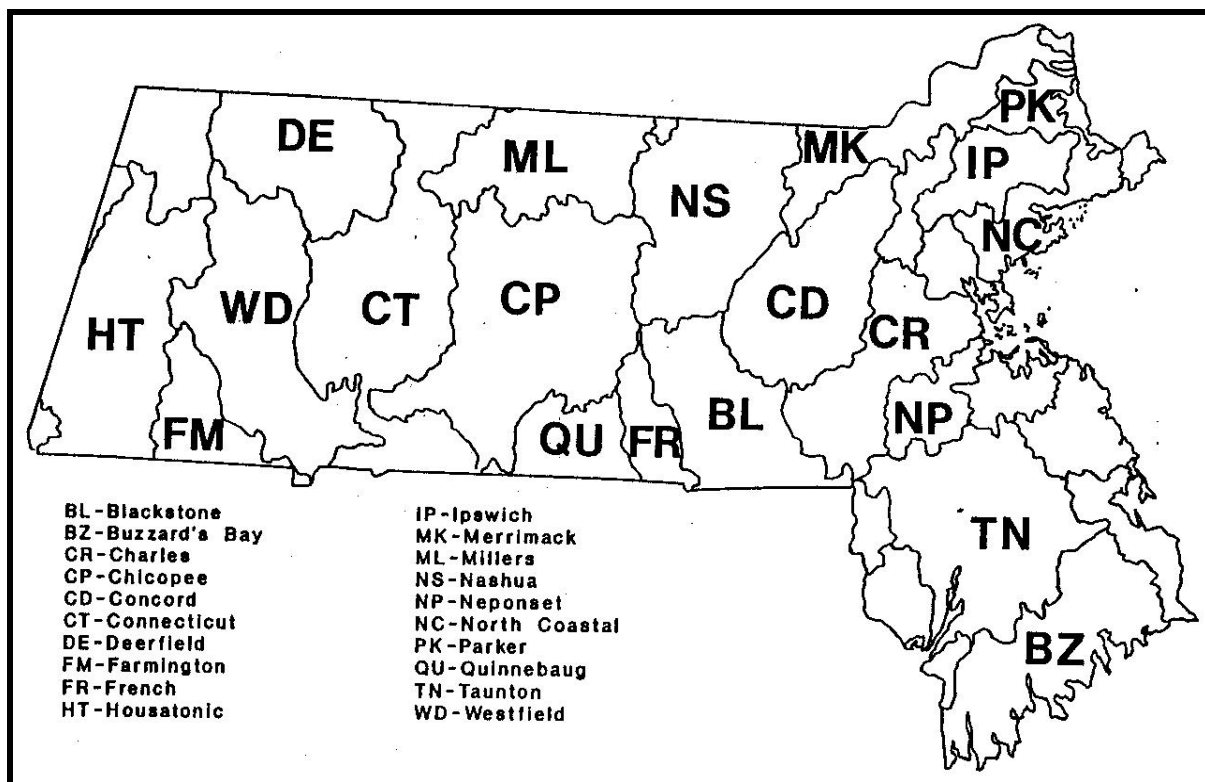 PK
DE
MK
ML
IP
NS
NC
CP
WD
CT
CD
HT
CR
BL
NP
FM
QU
FR
TN
BZ
BL-Blackstone
BZ-Buzzard's Bay
CR-Charles
CP-Chicopee
CD-Concord
CT-Connecticut
DE-Deerfield
FM-Farmington
FR-French
HT-Housatonic
IP-Ipswich
MK-Merrimack
ML-Millers
NS-Nashua
NP-Neponset
NC-North Coastal
PK-Parker
QU-Quinnebaug
TN-Taunton
WD-Westfield